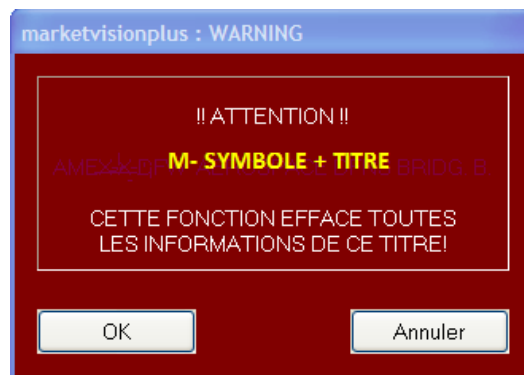 marketvisionplus : WARNING
!! ATTENTION !!
M- SYMBOLE + TITRE
CETTE FONCTION EFFACE TOUTES
LES INFORMATIONS DE CE TITRE!
OK
Annuler